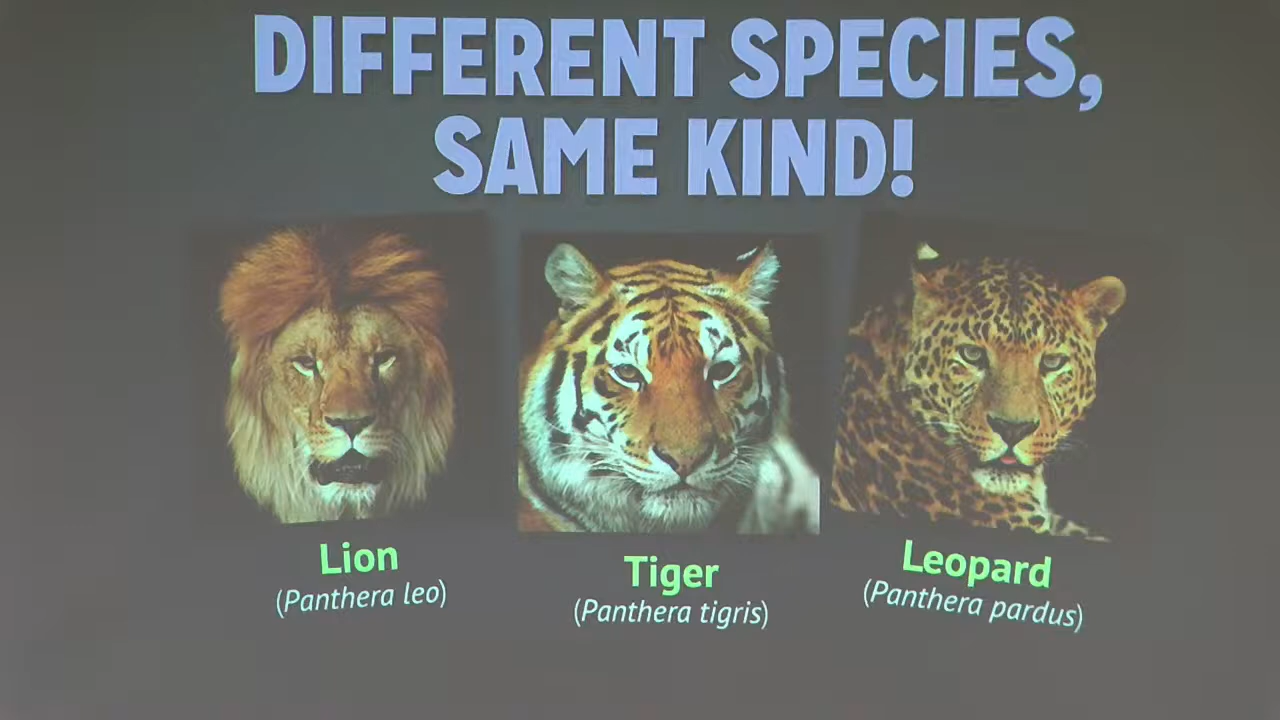 DIFFERENT SPECIES,
SAME KIND!
Lion
(Panthera leo)
Tiger
(Panthera tigris)
Leopard
(Panthera pardus)